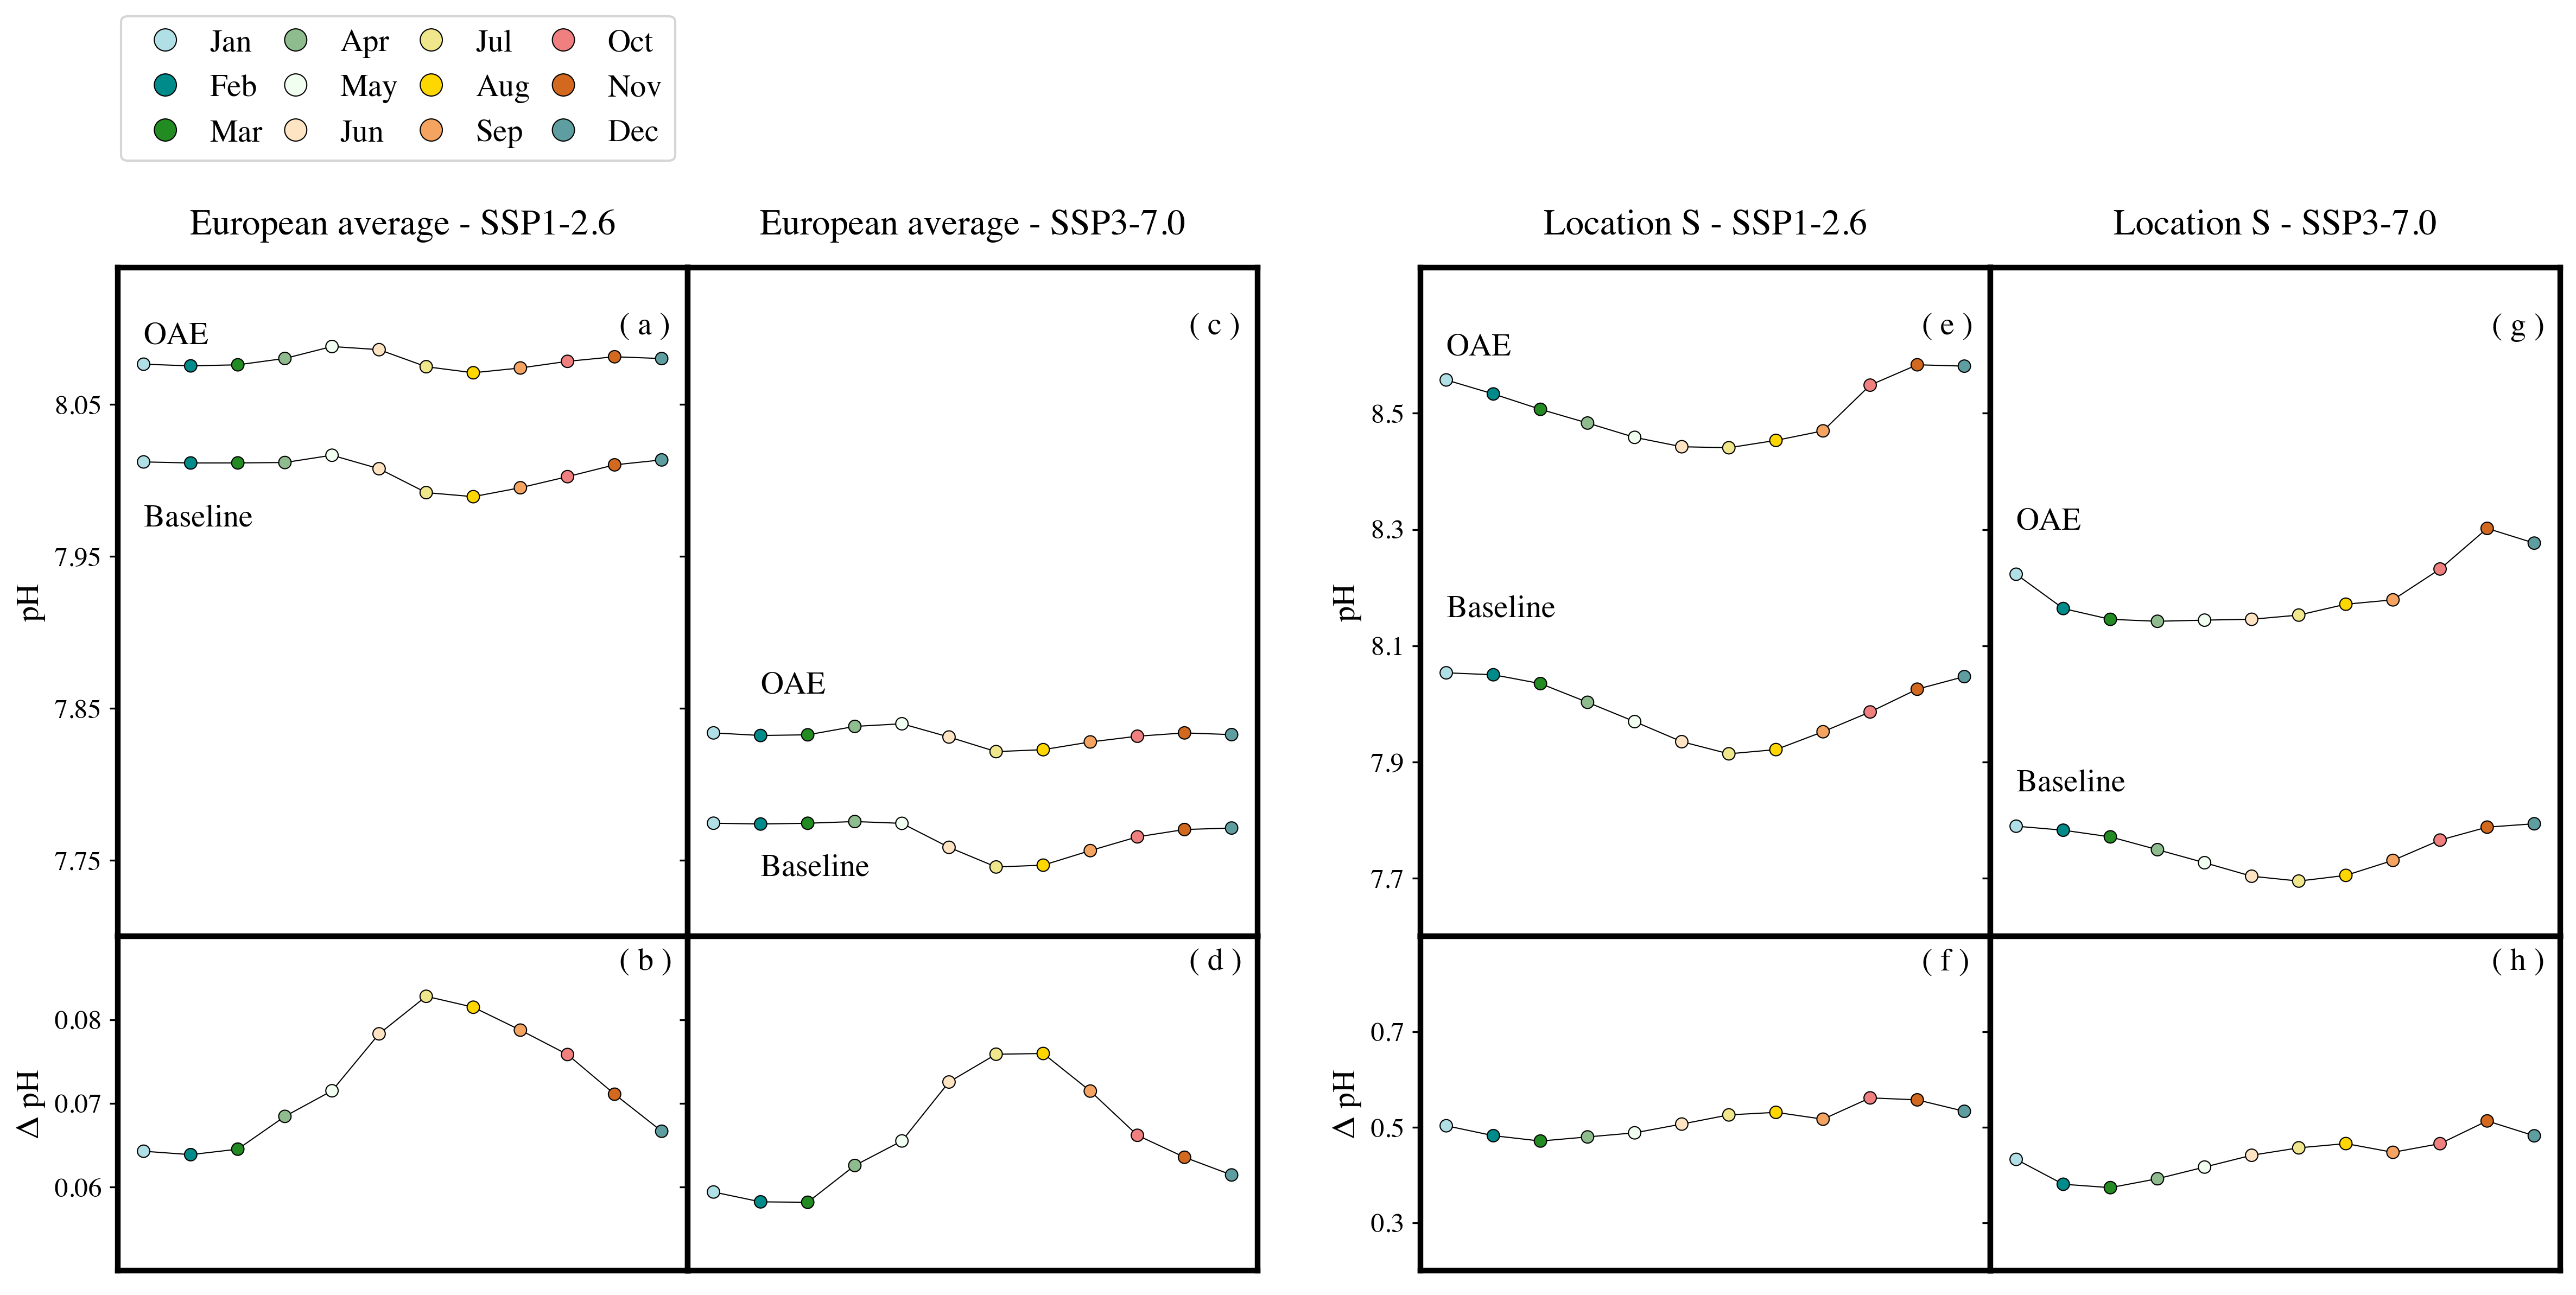 Jan Apr Jul Oct
Feb May Aug Nov
Mar Jun Sep Dec
European average - SSP1-2.6
European average - SSP3-7.0
Location S - SSP1-2.6
Location S - SSP3-7.0
pH
8.05
7.95
7.85
7.75
OAE
( a )
Baseline
( c )
OAE
Baseline
Δ pH
0.08
0.07
0.06
( b )
( d )
pH
8.5
8.3
8.1
7.9
7.7
OAE
( e )
Baseline
( g )
OAE
Baseline
Δ pH
0.7
0.5
0.3
( f )
( h )